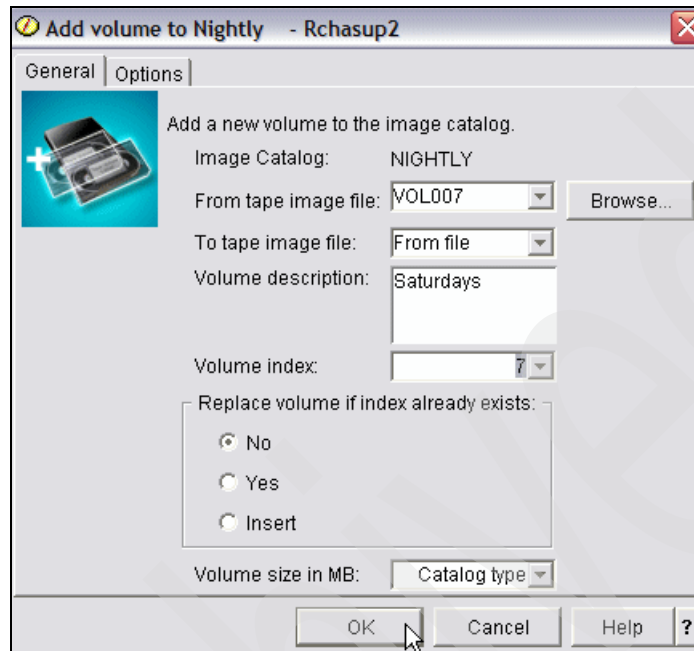 Add volume to Nightly - Rchasup2
General Options
Add a new volume to the image catalog.
Image Catalog: NIGHTLY
From tape image file: VOL007 Browse...
To tape image file: From file
Volume description: Saturdays
Volume index: 7
Replace volume if index already exists:
No
Yes
Insert
Volume size in MB: Catalog type
OK Cancel Help ?